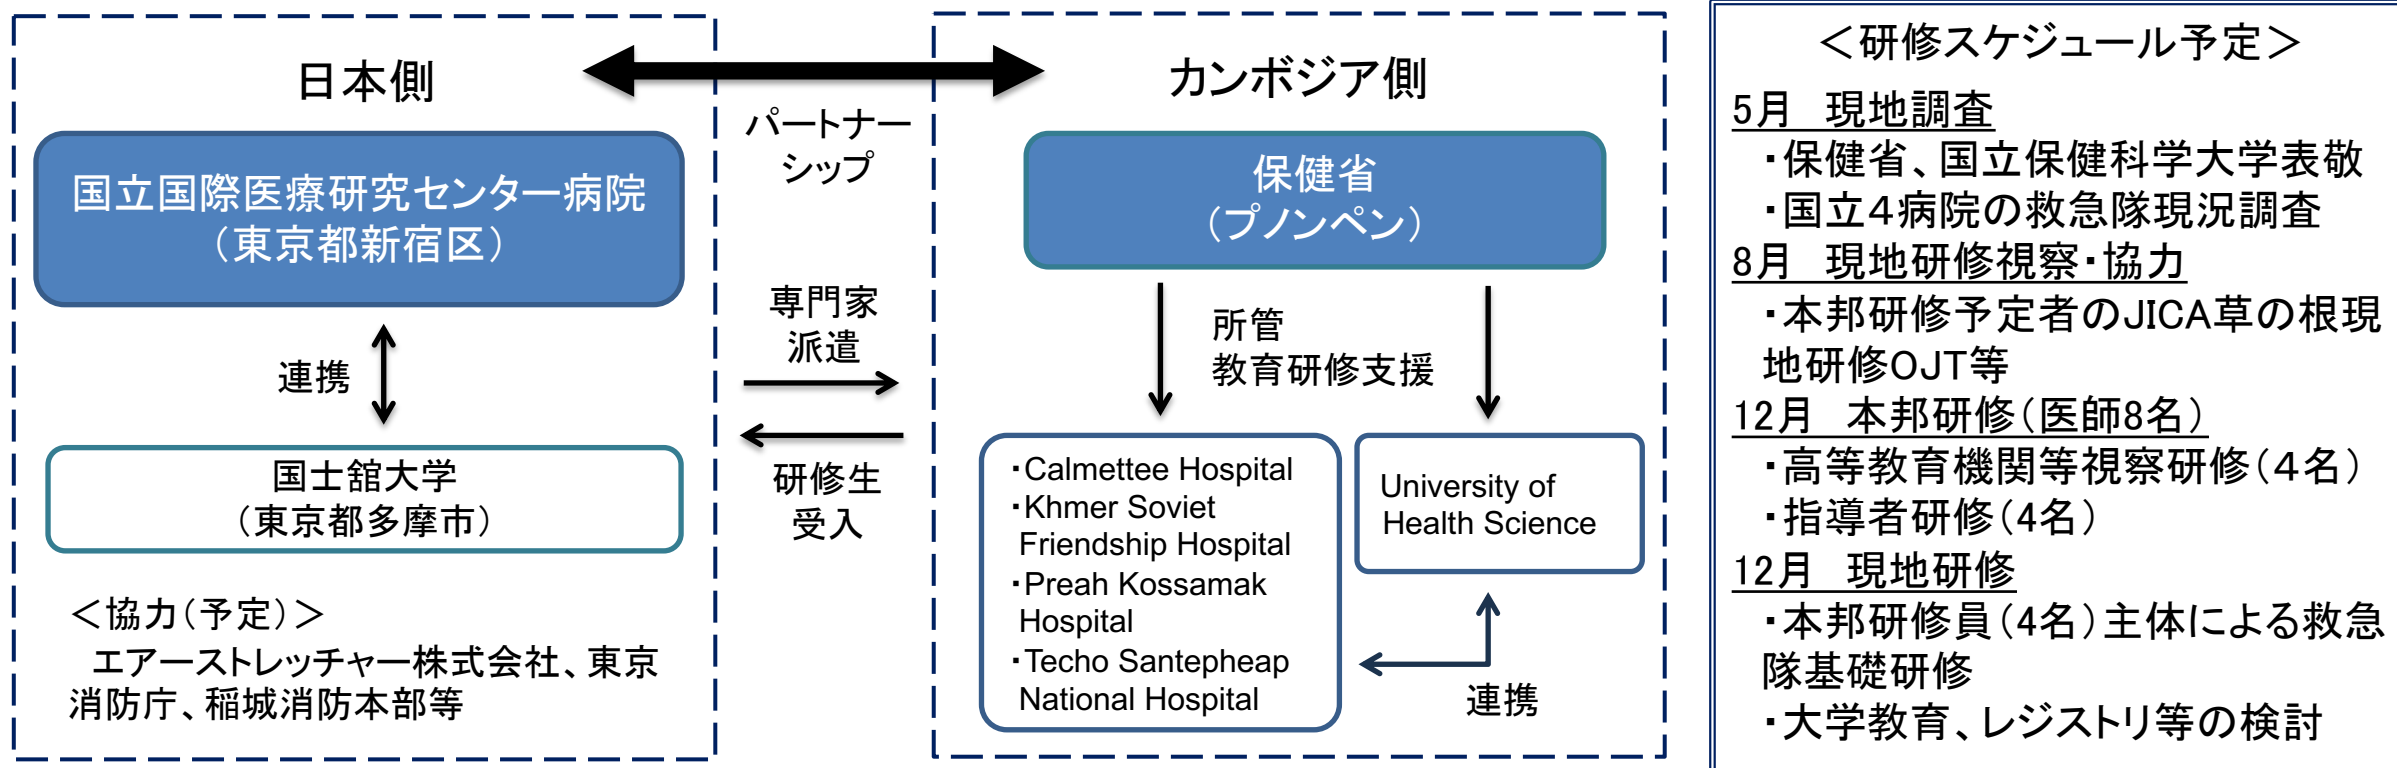 日本側
国立国際医療研究センター病院
（東京都新宿区）
連携
国士舘大学
（東京都多摩市）
＜協力（予定）＞
エアーストレッチャー株式会社、東京
消防庁、稲城消防本部等
パートナー
シップ
専門家
派遣
研修生
受入
カンボジア側
保健省
（プノンペン）
所管
教育研修支援
・Calmettee Hospital
・Khmer Soviet
Friendship Hospital
・Preah Kossamak
Hospital
・Techo Santepheap
National Hospital
University of
Health Science
連携
＜研修スケジュール予定＞
5月　現地調査
・保健省、国立保健科学大学表敬
・国立4病院の救急隊現況調査
8月　現地研修視察・協力
・本邦研修予定者のJICA草の根現
地研修OJT等
12月　本邦研修（医師8名）
・高等教育機関等視察研修（４名）
・指導者研修（4名）
12月　現地研修
・本邦研修員（4名）主体による救急
隊基礎研修
・大学教育、レジストリ等の検討